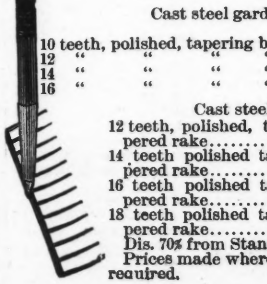 Cast steel gard
10 teeth, polished, tapering b
12 “ “ “
14 “ “ “
16 “ “ “
Cast stee
12 teeth, polished, t
pered rake........
14 teeth polished ta
pered rake........
16 teeth polished ta
pered rake........
18 teeth polished ta
pered rake........
Dis. 70% from Stan
Prices made where
required.